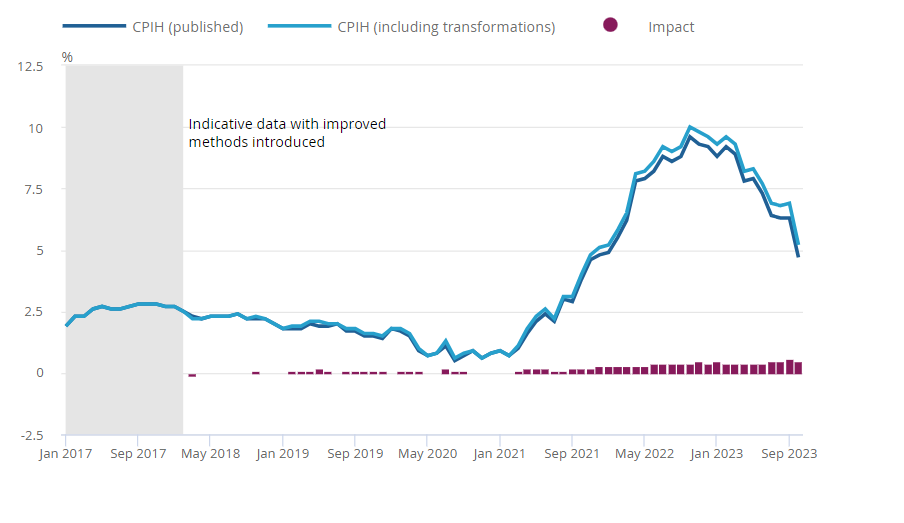 CPIH (published) CPIH (including transformations) Impact
%
12.5
Indicative data with improved
methods introduced
10
7.5
5
2.5
0
-2.5
Jan 2017 Sep 2017 May 2018 Jan 2019 Sep 2019 May 2020 Jan 2021 Sep 2021 May 2022 Jan 2023 Sep 2023